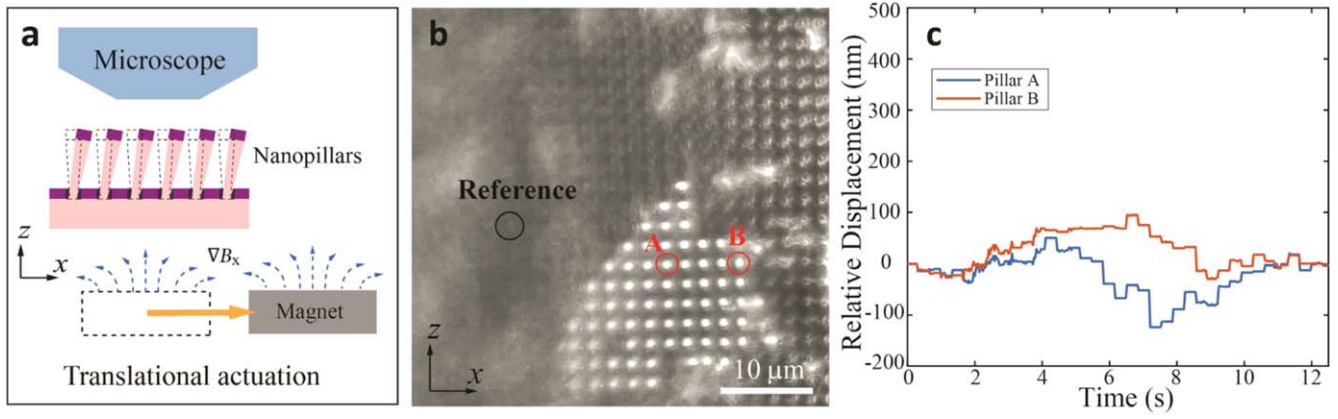 a
Microscope
Nanopillars
z
x
∇Bx
Magnet
Translational actuation
b
Reference
A
B
z
x
10 μm
c
Relative Displacement (nm)
500
400
300
200
100
0
-100
-200
Pillar A
Pillar B
0
2
4
6
8
10
12
Time (s)